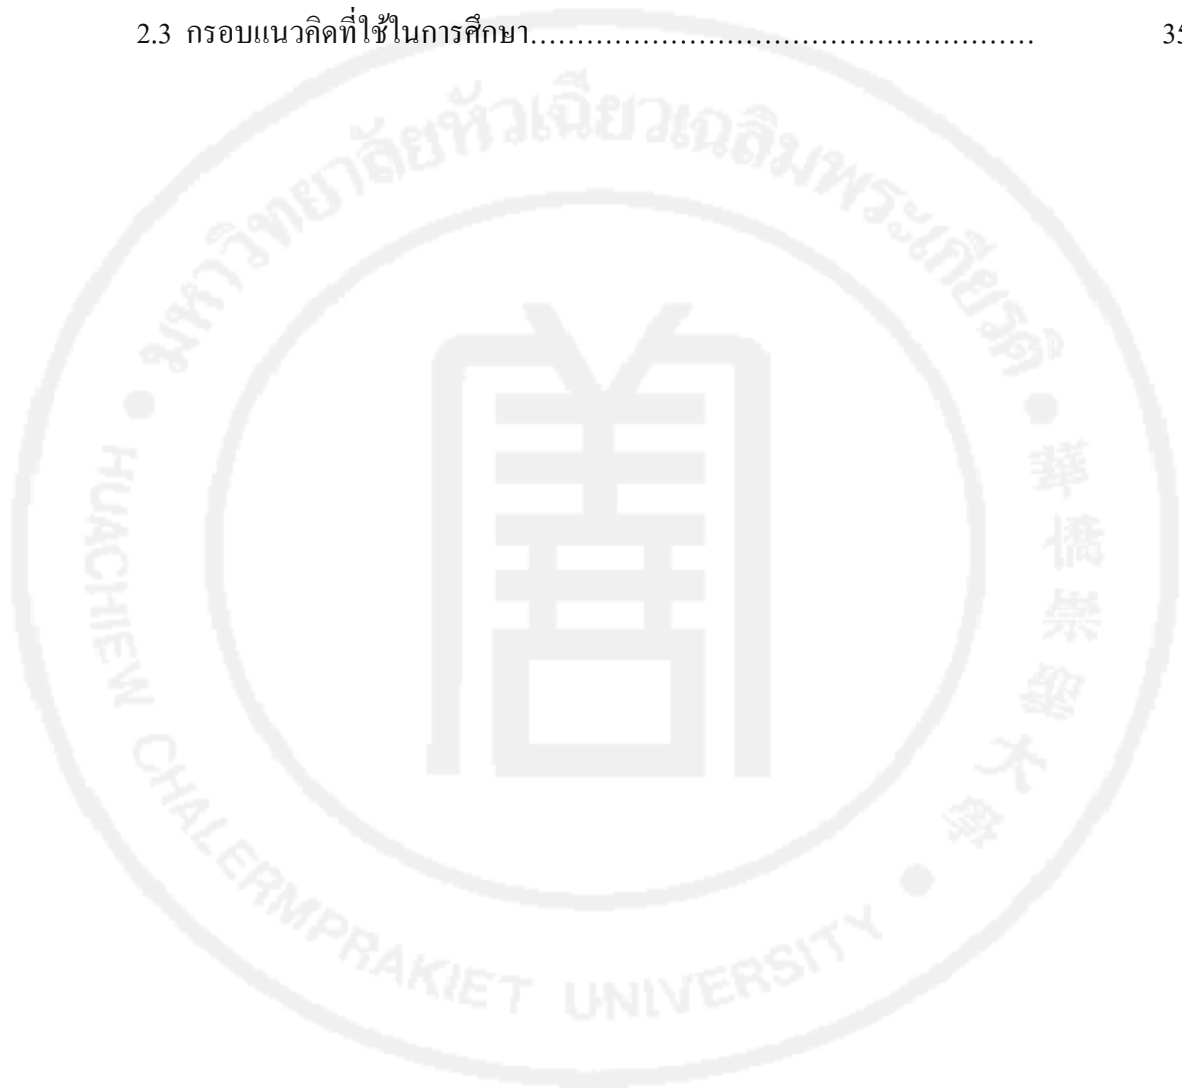 2.3 กรอบแนวคิดที่ใช้ในการศึกษา...................................................... 35
มหาวิทยาลัยหัวเฉียวเฉลิมพระเกียรติ
華僑崇聖大學
HUACHIEW CHALERMPRAKIET UNIVERSITY